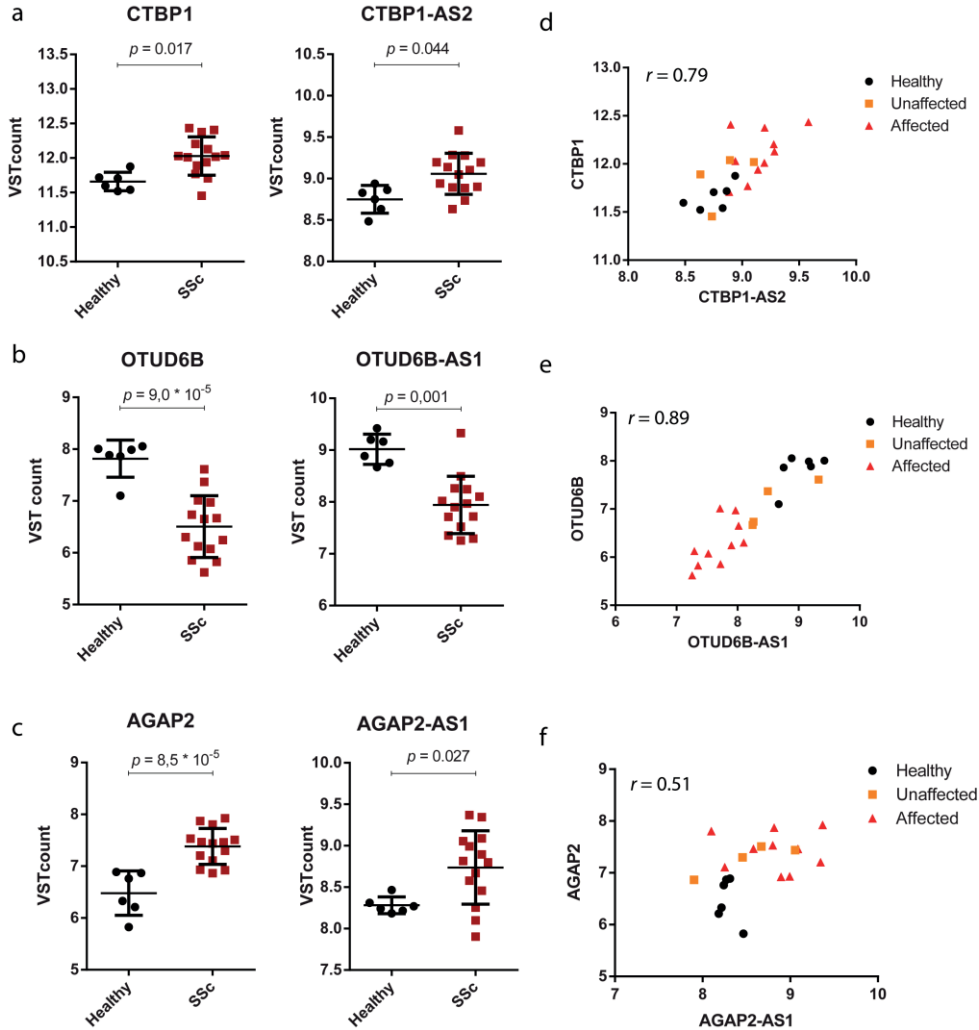 a
CTBP1
p = 0.017
VSTcount
13.5
13.0
12.5
12.0
11.5
11.0
10.5
Healthy
SSc
CTBP1-AS2
p = 0.044
VSTcount
10.5
10.0
9.5
9.0
8.5
8.0
Healthy
SSc
d
r = 0.79
CTBP1
13.0
12.5
12.0
11.5
11.0
8.0 8.5 9.0 9.5 10.0
CTBP1-AS2
Healthy
Unaffected
Affected
b
OTUD6B
p = 9,0 * 10-5
VST count
9
8
7
6
5
Healthy
SSc
OTUD6B-AS1
p = 0,001
VST count
10
9
8
7
6
Healthy
SSc
e
r = 0.89
OTUD6B
9
8
7
6
5
6 7 8 9 10
OTUD6B-AS1
Healthy
Unaffected
Affected
c
AGAP2
p = 8,5 * 10-5
VSTcount
9
8
7
6
5
Healthy
SSc
AGAP2-AS1
p = 0.027
VSTcount
10.0
9.5
9.0
8.5
8.0
7.5
Healthy
SSc
f
r = 0.51
AGAP2
9
8
7
6
5
7 8 9 10
AGAP2-AS1
Healthy
Unaffected
Affected